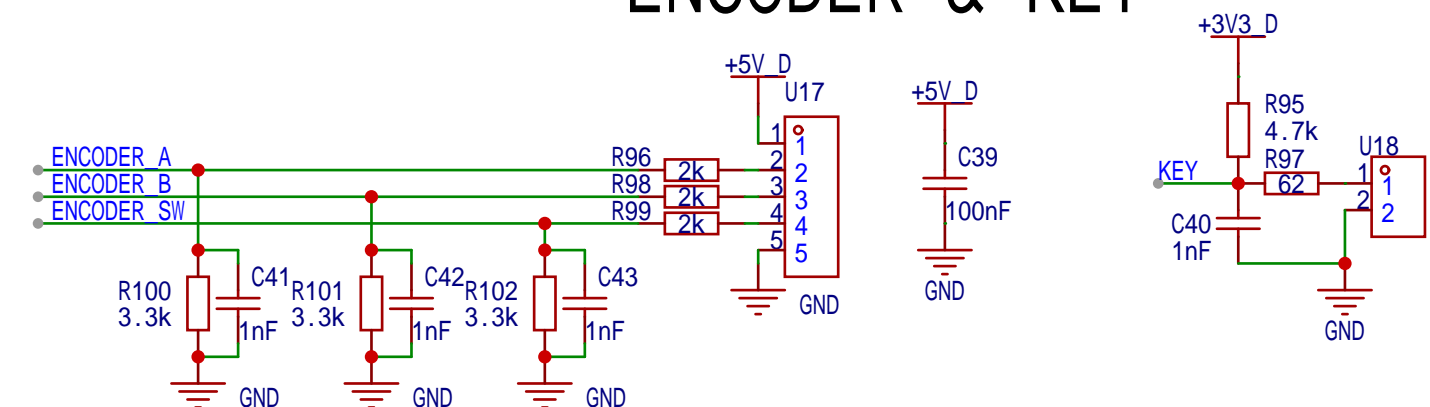 ENCODER & KEY
+3V3_D
+5V_D
U17
+5V_D
R95
4.7k
U18
ENCODER_A
R96
2k
1
1
C39
R97
KEY
62
1
1
ENCODER_B
R98
2k
2
2
ENCODER_SW
R99
2k
3
3
100nF
2
2
4
4
C40
1nF
5
5
R100
3.3k
C41
1nF
R101
3.3k
C42
1nF
R102
3.3k
C43
1nF
GND
GND
GND
GND
GND
GND